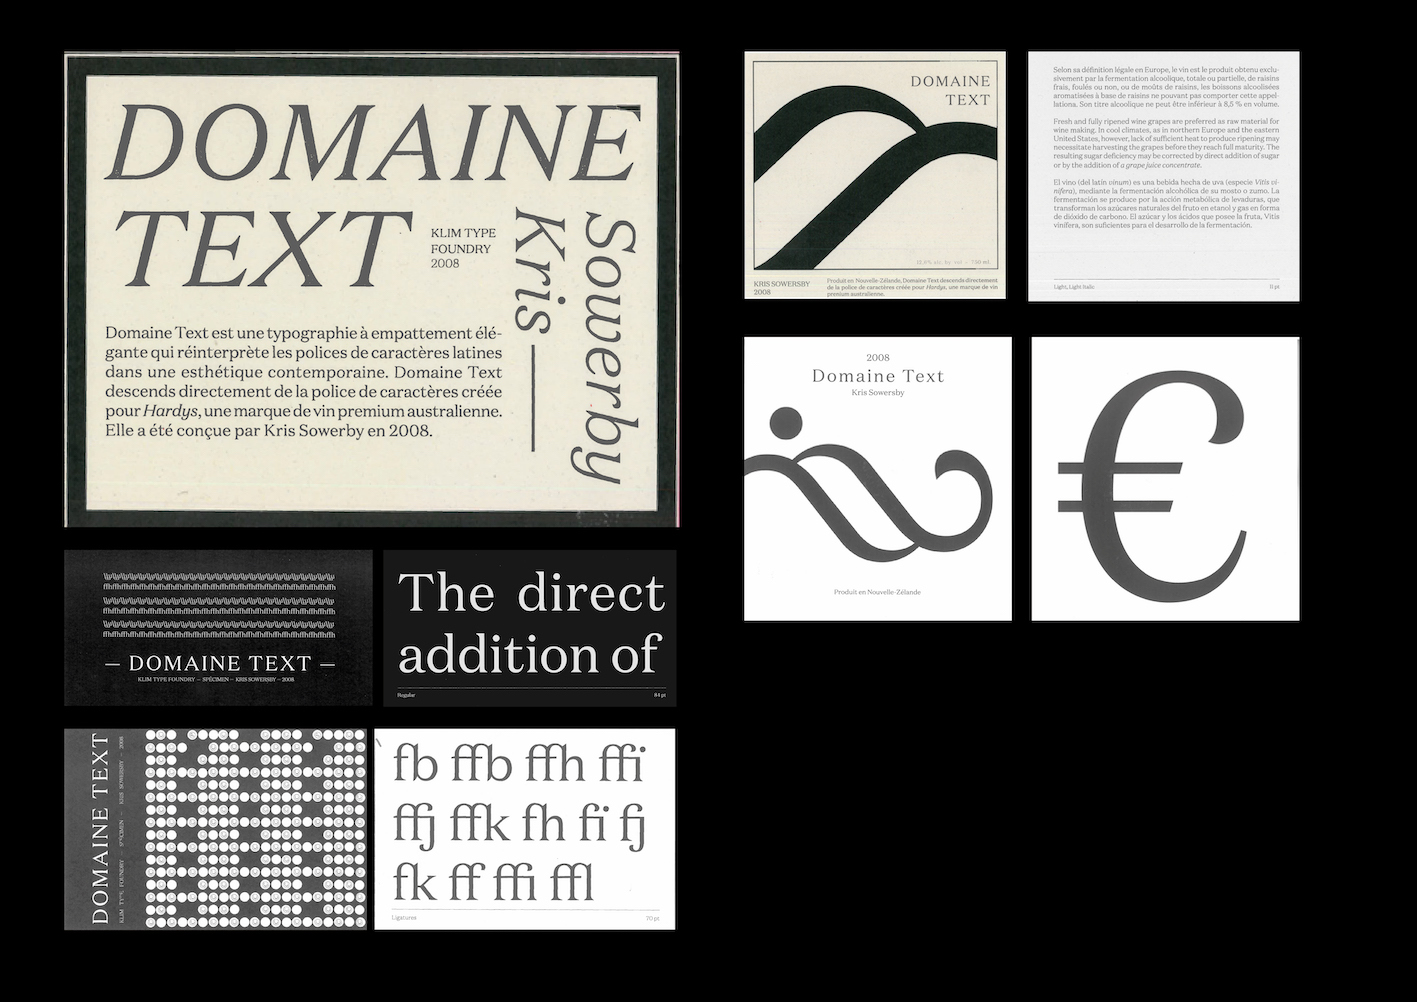 DOMAINE
TEXT
KLIM TYPE
FOUNDRY
2008
Kris —
Sowerby
Domaine Text est une typographie à empattement élé-
gante qui réinterprète les polices de caractères latines
dans une esthétique contemporaine. Domaine Text
descends directement de la police de caractères créée
pour Hardys, une marque de vin premium australienne.
Elle a été conçue par Kris Sowerby en 2008.
— DOMAINE TEXT —
KLIM TYPE FOUNDRY — SPÉCIMEN — KRIS SOWERSBY — 2008
The direct
addition of
Regular
84 pt
DOMAINE TEXT
KLIM TYPE FOUNDRY — SPÉCIMEN — KRIS SOWERSBY — 2008
fb ffb ffh ffi
ffj ffk fh fi fj
fk ff ffi ffl
Ligatures
70 pt
DOMAINE
TEXT
13,5% alc. by vol - 750 ml.
KRIS SOWERSBY
2008
Produit en Nouvelle-Zélande, Domaine Text descends directement
de la police de caractères créée pour Hardys, une marque de vin
premium australienne.
Selon sa définition légale en Europe, le vin est le produit obtenu exclu-
sivement par la fermentation alcoolique, totale ou partielle, de raisins
frais, foulés ou non, ou de moûts de raisins, les boissons alcoolisées
aromatisées à base de raisins ne pouvant pas comporter cette appel-
lationa. Son titre alcoolique ne peut être inférieur à 8,5 % en volume.
Fresh and fully ripened wine grapes are preferred as raw material for
wine making. In cool climates, as in northern Europe and the eastern
United States, however, lack of sufficient heat to produce ripening may
necessitate harvesting the grapes before they reach full maturity. The
resulting sugar deficiency may be corrected by direct addition of sugar
or by the addition of a grape juice concentrate.
El vino (del latín vinum) es una bebida hecha de uva (especie Vitis vi-
nifera), mediante la fermentación alcohólica de su mosto o zumo. La
fermentación se produce por la acción metabólica de levaduras, que
transforman los azúcares naturales del fruto en etanol y gas en forma
de dióxido de carbono. El azúcar y los ácidos que posee la fruta, Vitis
vinifera, son suficientes para el desarrollo de la fermentación.
Light, Light Italic
11 pt
2008
Domaine Text
Kris Sowersby
Produit en Nouvelle-Zélande
€